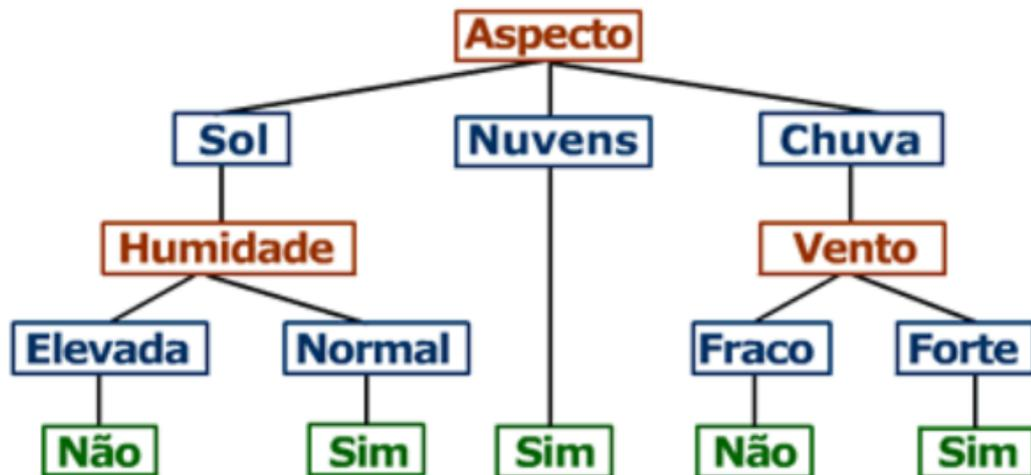 Aspecto
Sol Nuvens Chuva
Humidade Vento
Elevada Normal Fraco Forte
Não Sim Sim Não Sim